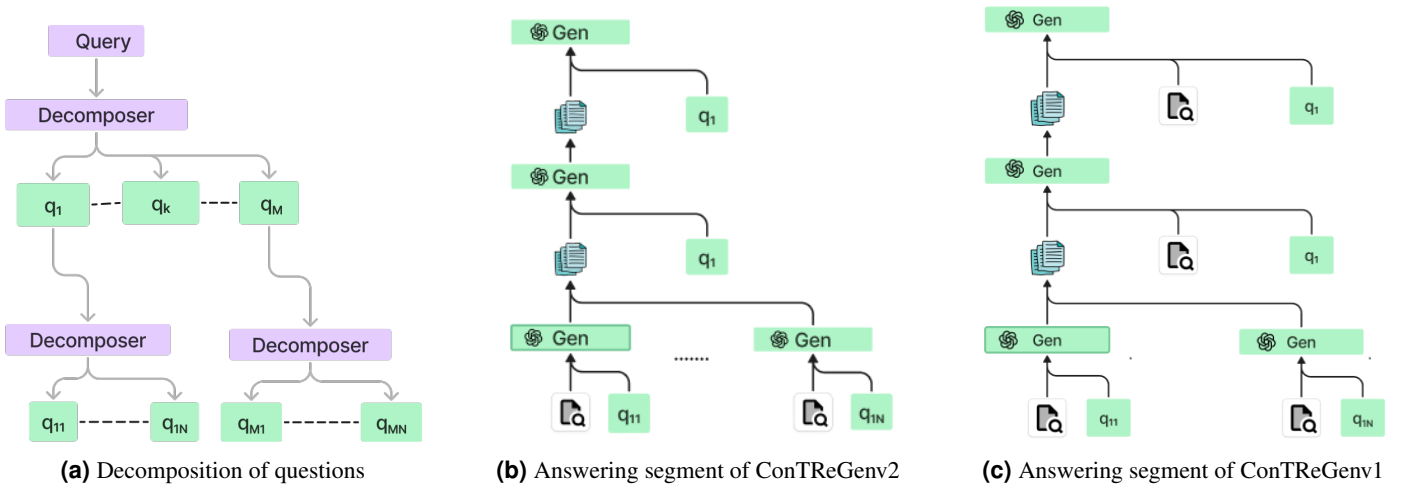 Query
Decomposer
q₁ qₖ q_M
Decomposer Decomposer
q₁₁ q₁N q_M₁ q_MN
(a) Decomposition of questions
Gen
q₁
Gen
q₁
Gen ....... Gen
q₁₁ q₁N
(b) Answering segment of ConTReGenv2
Gen
q₁
Gen
q₁
Gen Gen
q₁₁ q₁N
(c) Answering segment of ConTReGenv1